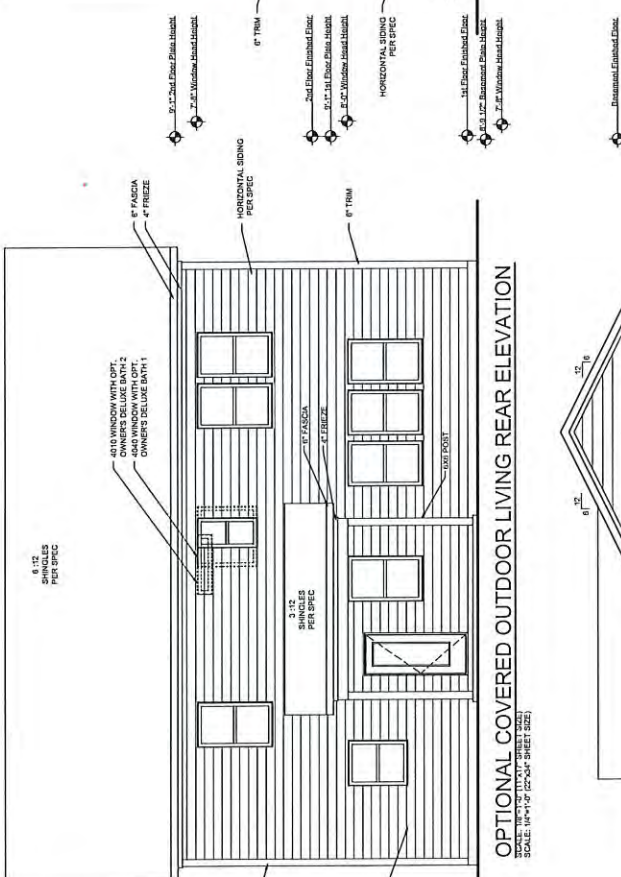 6 :12
SHINGLES
PER SPEC
4010 WINDOW WITH OPT.
OWNER'S DELUXE BATH 2
4040 WINDOW WITH OPT.
OWNER'S DELUXE BATH 1
6" FASCIA
4" FRIEZE
HORIZONTAL SIDING
PER SPEC
6" TRIM
3 :12
SHINGLES
PER SPEC
6" FASCIA
4" FRIEZE
6X6 POST
9'-1" 2nd Floor Plate Height
7'-8" Window Head Height
2nd Floor Finished Floor
9'-1" 1st Floor Plate Height
8'-0" Window Head Height
1st Floor Finished Floor
8'-9 1/2" Basement Plate Height
7'-8" Window Head Height
Basement Finished Floor
6" TRIM
HORIZONTAL SIDING
PER SPEC
OPTIONAL COVERED OUTDOOR LIVING REAR ELEVATION
SCALE: 1/8"=1'-0" (11"X17" SHEET SIZE)
SCALE: 1/4"=1'-0" (22"X34" SHEET SIZE)
12
6
12
6